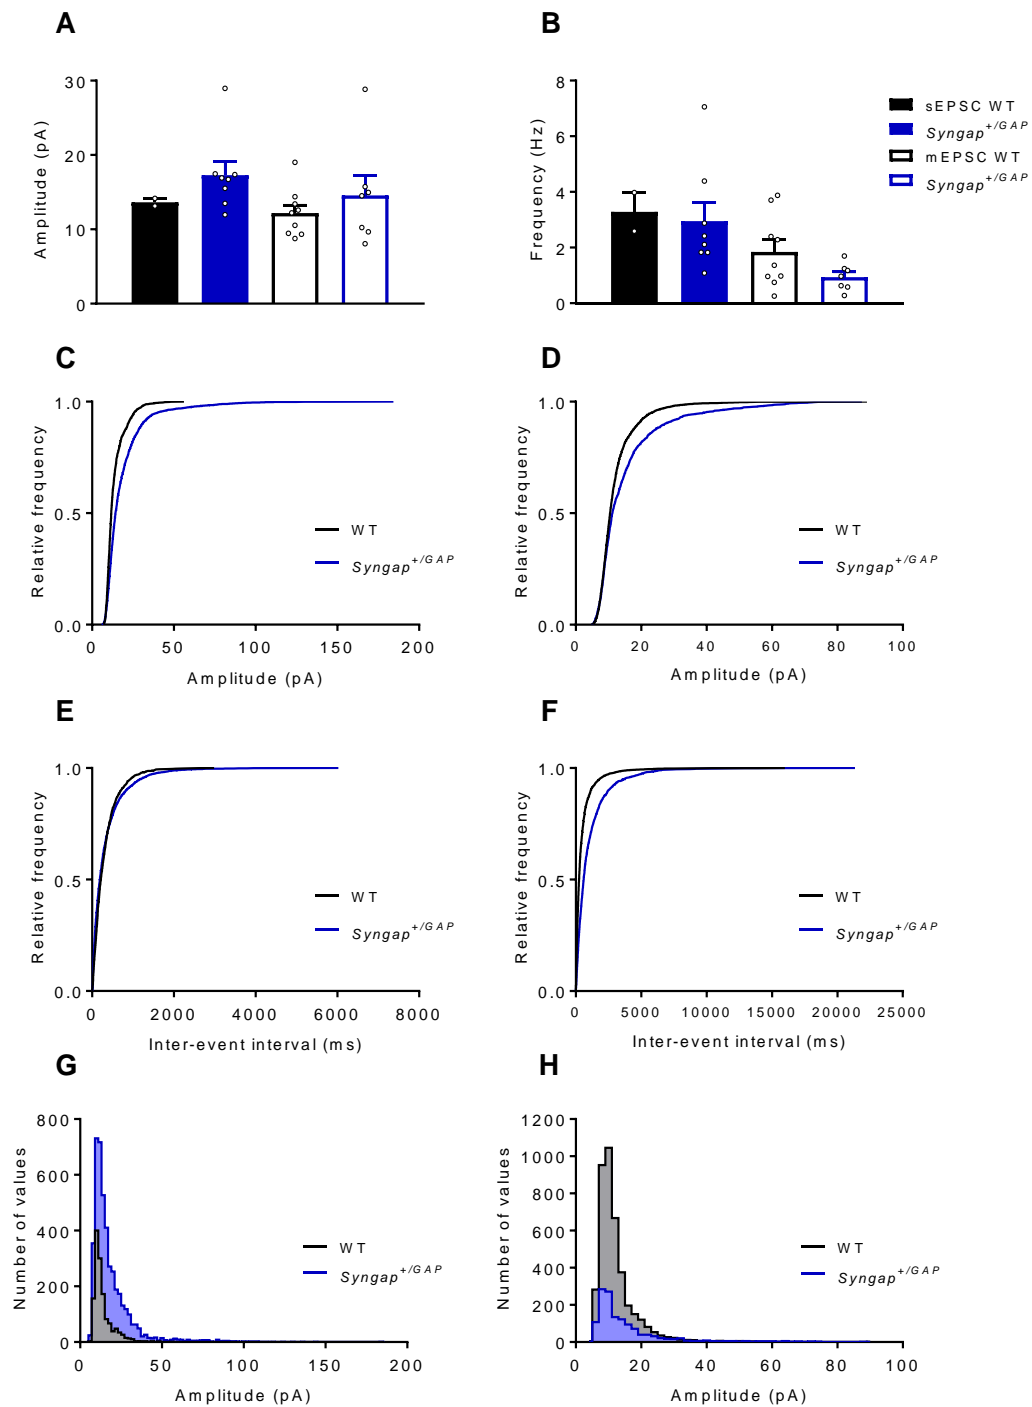 A
B
30
20
10
0
Amplitude (pA)
8
6
4
2
0
Frequency (Hz)
sEPSC WT
Syngap+/GAP
mEPSC WT
Syngap+/GAP
C
D
1.0
0.5
0.0
Relative frequency
WT
Syngap+/GAP
0 50 100 150 200
Amplitude (pA)
1.0
0.5
0.0
Relative frequency
WT
Syngap+/GAP
0 20 40 60 80 100
Amplitude (pA)
E
F
1.0
0.5
0.0
Relative frequency
WT
Syngap+/GAP
0 2000 4000 6000 8000
Inter-event interval (ms)
1.0
0.5
0.0
Relative frequency
WT
Syngap+/GAP
0 5000 10000 15000 20000 25000
Inter-event interval (ms)
G
H
800
600
400
200
0
Number of values
WT
Syngap+/GAP
0 50 100 150 200
Amplitude (pA)
1200
1000
800
600
400
200
0
Number of values
WT
Syngap+/GAP
0 20 40 60 80 100
Amplitude (pA)